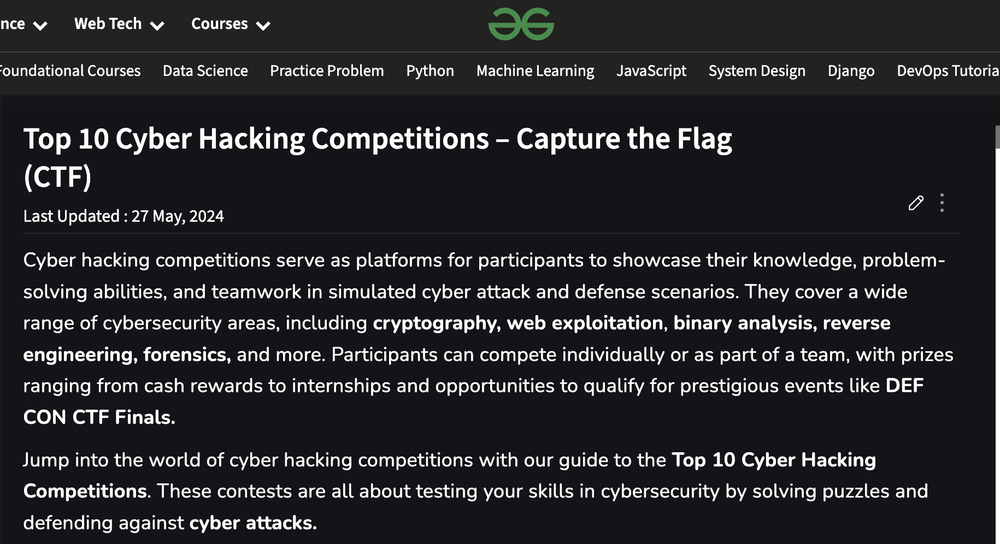 nce Web Tech Courses
Foundational Courses Data Science Practice Problem Python Machine Learning JavaScript System Design Django DevOps Tutoria
Top 10 Cyber Hacking Competitions – Capture the Flag
(CTF)
Last Updated : 27 May, 2024
Cyber hacking competitions serve as platforms for participants to showcase their knowledge, problem-
solving abilities, and teamwork in simulated cyber attack and defense scenarios. They cover a wide
range of cybersecurity areas, including cryptography, web exploitation, binary analysis, reverse
engineering, forensics, and more. Participants can compete individually or as part of a team, with prizes
ranging from cash rewards to internships and opportunities to qualify for prestigious events like DEF
CON CTF Finals.
Jump into the world of cyber hacking competitions with our guide to the Top 10 Cyber Hacking
Competitions. These contests are all about testing your skills in cybersecurity by solving puzzles and
defending against cyber attacks.